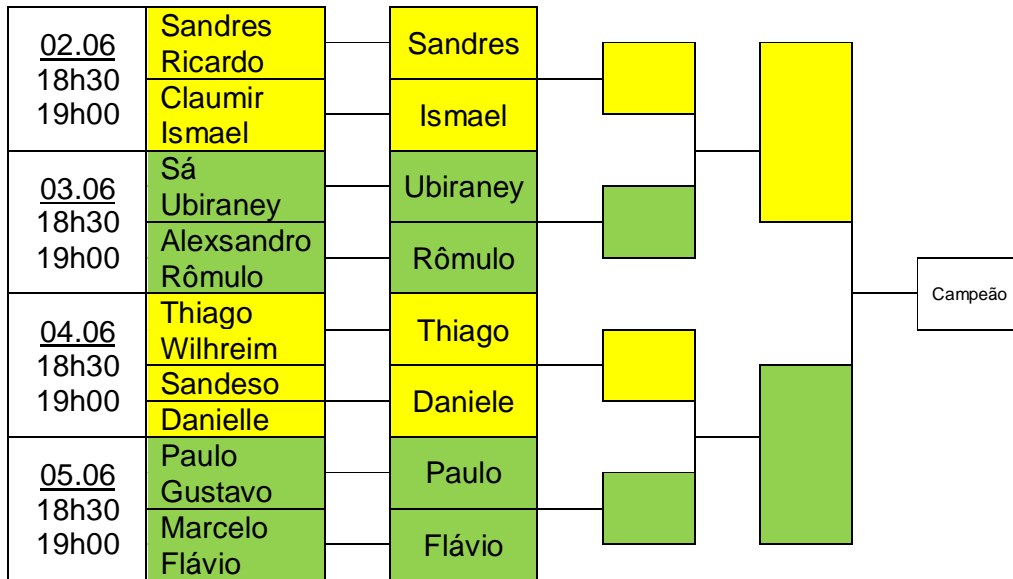 02.06
18h30
19h00
Sandres
Ricardo
Claumir
Ismael
Sandres
Ismael
03.06
18h30
19h00
Sá
Ubiraney
Alexsandro
Rômulo
Ubiraney
Rômulo
04.06
18h30
19h00
Thiago
Wilhreim
Sandeso
Danielle
Thiago
Daniele
05.06
18h30
19h00
Paulo
Gustavo
Marcelo
Flávio
Paulo
Flávio
Campeão